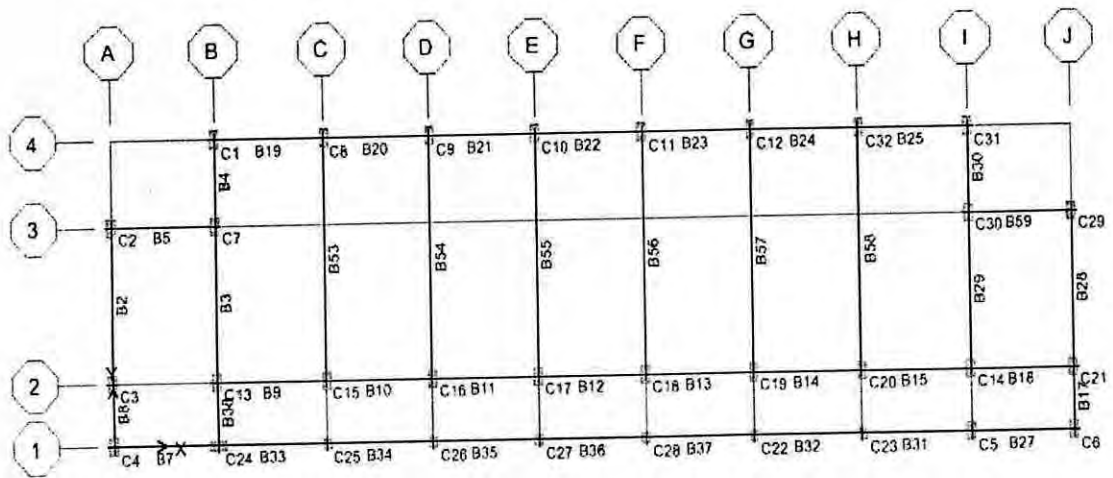 A B C D E F G H I J
4
C1 B19 C8 B20 C9 B21 C10 B22 C11 B23 C12 B24 C32 B25 C31
B4
B30
3
C2 B5 C7 C30 B59 C29
B53 B54 B55 B56 B57 B58
B2 B3 B29 B28
2
C3 C13 B9 C15 B10 C16 B11 C17 B12 C18 B13 C19 B14 C20 B15 C14 B18 C21
B8 B38 B17
1
C4 B7 X C24 B33 C25 B34 C26 B35 C27 B36 C28 B37 C22 B32 C23 B31 C5 B27 C6